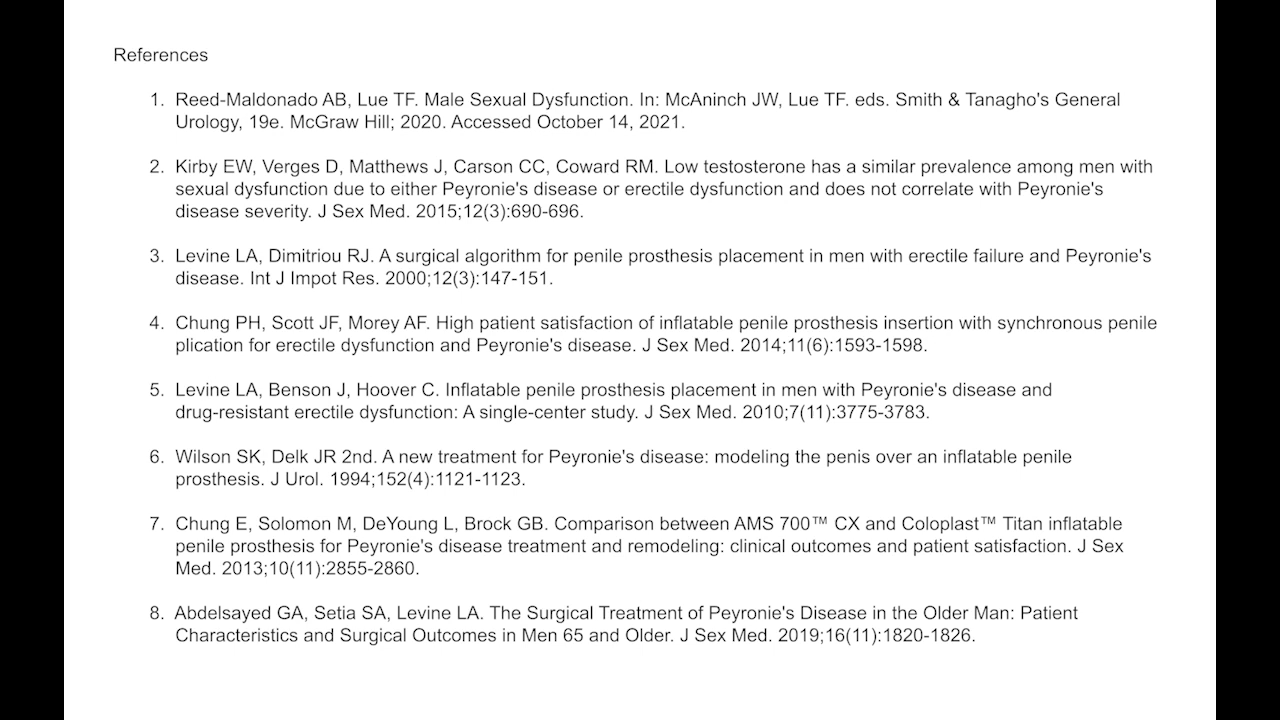 References
1. Reed-Maldonado AB, Lue TF. Male Sexual Dysfunction. In: McAninch JW, Lue TF. eds. Smith & Tanagho's General
Urology, 19e. McGraw Hill; 2020. Accessed October 14, 2021.
2. Kirby EW, Verges D, Matthews J, Carson CC, Coward RM. Low testosterone has a similar prevalence among men with
sexual dysfunction due to either Peyronie's disease or erectile dysfunction and does not correlate with Peyronie's
disease severity. J Sex Med. 2015;12(3):690-696.
3. Levine LA, Dimitriou RJ. A surgical algorithm for penile prosthesis placement in men with erectile failure and Peyronie's
disease. Int J Impot Res. 2000;12(3):147-151.
4. Chung PH, Scott JF, Morey AF. High patient satisfaction of inflatable penile prosthesis insertion with synchronous penile
plication for erectile dysfunction and Peyronie's disease. J Sex Med. 2014;11(6):1593-1598.
5. Levine LA, Benson J, Hoover C. Inflatable penile prosthesis placement in men with Peyronie's disease and
drug-resistant erectile dysfunction: A single-center study. J Sex Med. 2010;7(11):3775-3783.
6. Wilson SK, Delk JR 2nd. A new treatment for Peyronie's disease: modeling the penis over an inflatable penile
prosthesis. J Urol. 1994;152(4):1121-1123.
7. Chung E, Solomon M, DeYoung L, Brock GB. Comparison between AMS 700™ CX and Coloplast™ Titan inflatable
penile prosthesis for Peyronie's disease treatment and remodeling: clinical outcomes and patient satisfaction. J Sex
Med. 2013;10(11):2855-2860.
8. Abdelsayed GA, Setia SA, Levine LA. The Surgical Treatment of Peyronie's Disease in the Older Man: Patient
Characteristics and Surgical Outcomes in Men 65 and Older. J Sex Med. 2019;16(11):1820-1826.